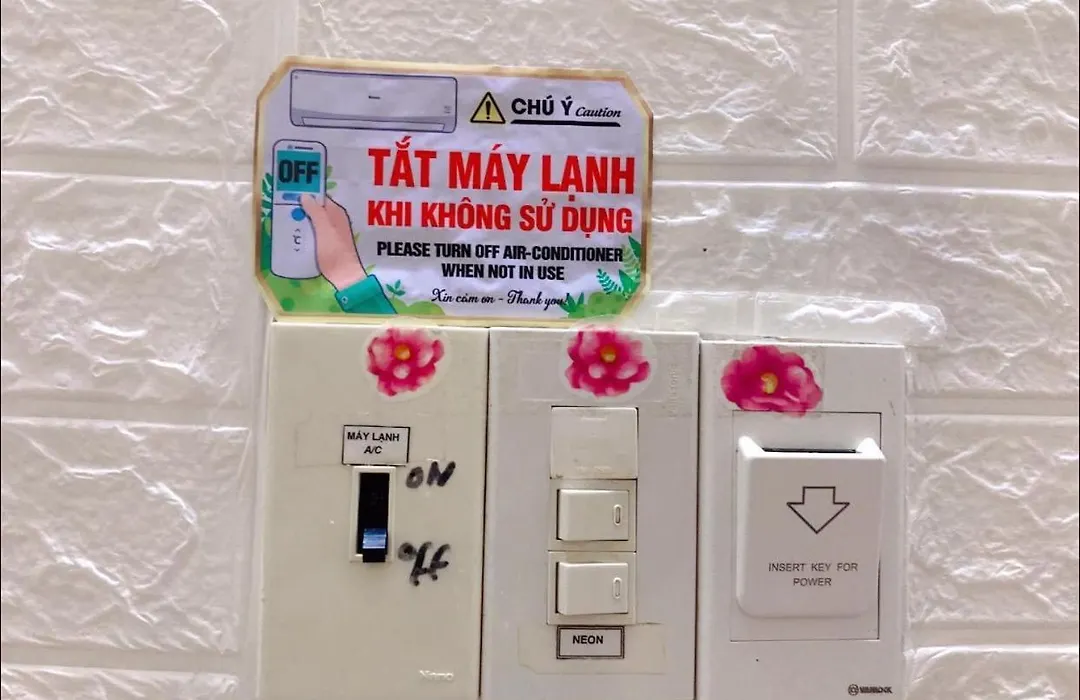 CHÚ Ý Caution
OFF
TẮT MÁY LẠNH
KHI KHÔNG SỬ DỤNG
PLEASE TURN OFF AIR-CONDITIONER
WHEN NOT IN USE
Xin cảm ơn - Thank you!
°C
MÁY LẠNH
A/C
ON
OFF
NEON
INSERT KEY FOR
POWER
Nano